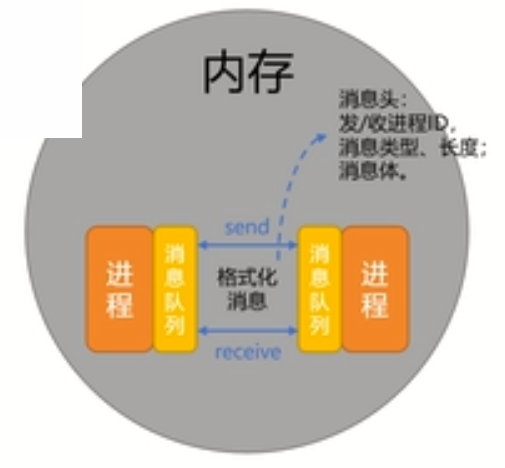 内存
消息头：
发/收进程ID，
消息类型、长度；
消息体。
send
进程
消息队列
格式化
消息
消息队列
进程
receive